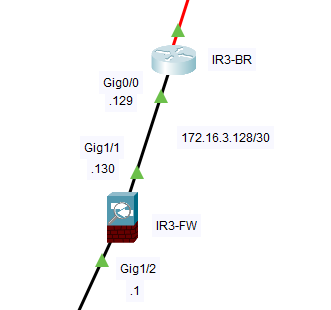 IR3-BR
Gig0/0
.129
172.16.3.128/30
Gig1/1
.130
IR3-FW
Gig1/2
.1